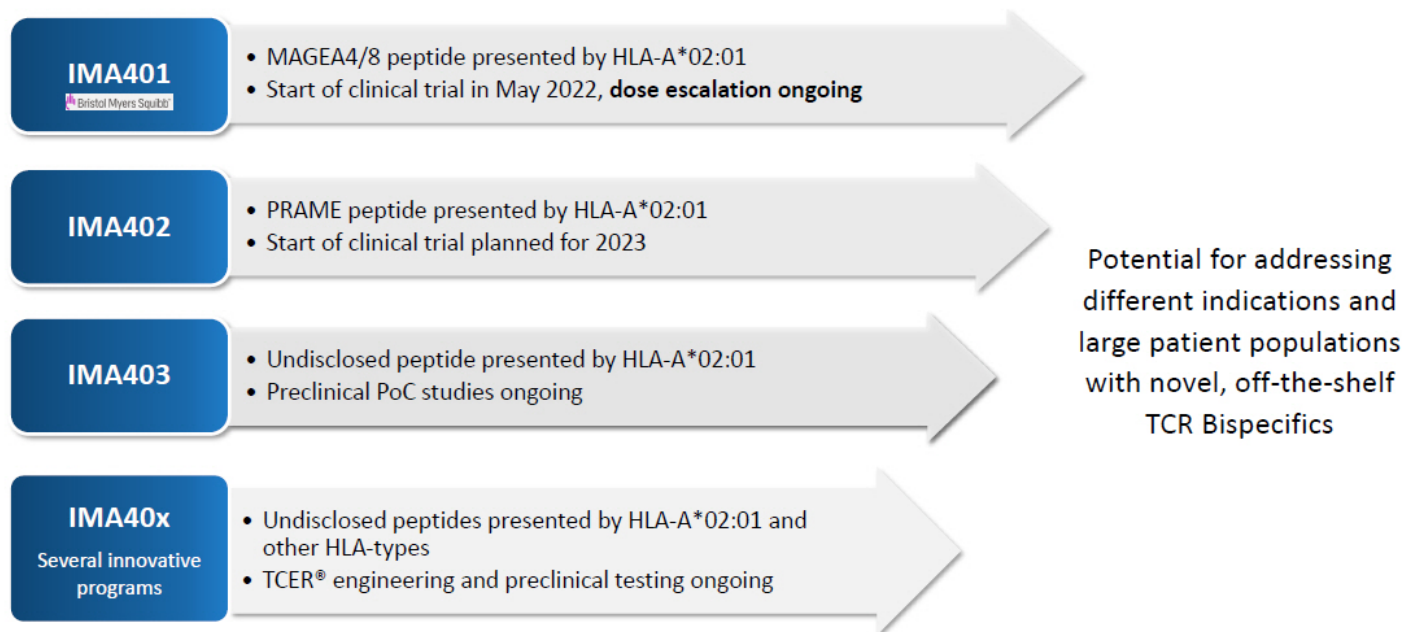 IMA401
Bristol Myers Squibb™
• MAGEA4/8 peptide presented by HLA-A*02:01
• Start of clinical trial in May 2022, dose escalation ongoing
IMA402
• PRAME peptide presented by HLA-A*02:01
• Start of clinical trial planned for 2023
IMA403
• Undisclosed peptide presented by HLA-A*02:01
• Preclinical PoC studies ongoing
IMA40x
Several innovative
programs
• Undisclosed peptides presented by HLA-A*02:01 and
other HLA-types
• TCER® engineering and preclinical testing ongoing
Potential for addressing
different indications and
large patient populations
with novel, off-the-shelf
TCR Bispecifics